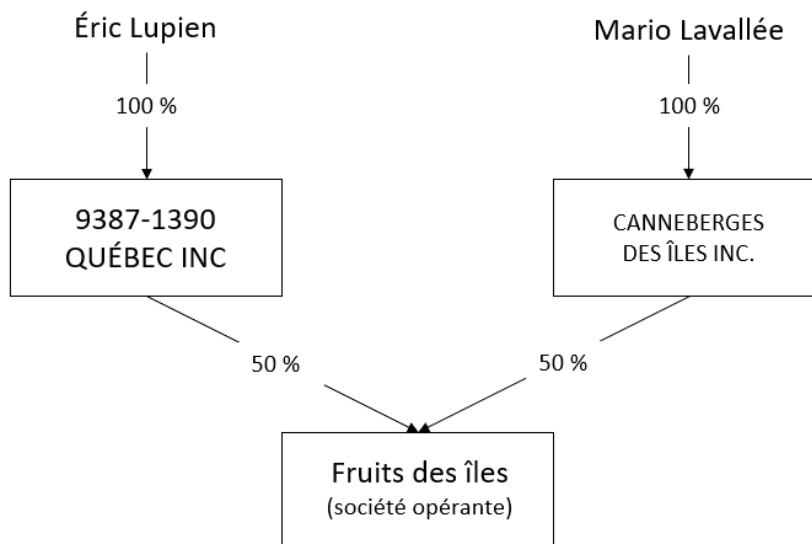 Éric Lupien
Mario Lavallée
100 %
100 %
9387-1390
QUÉBEC INC
CANNEBERGES
DES ÎLES INC.
50 %
50 %
Fruits des îles
(société opérante)